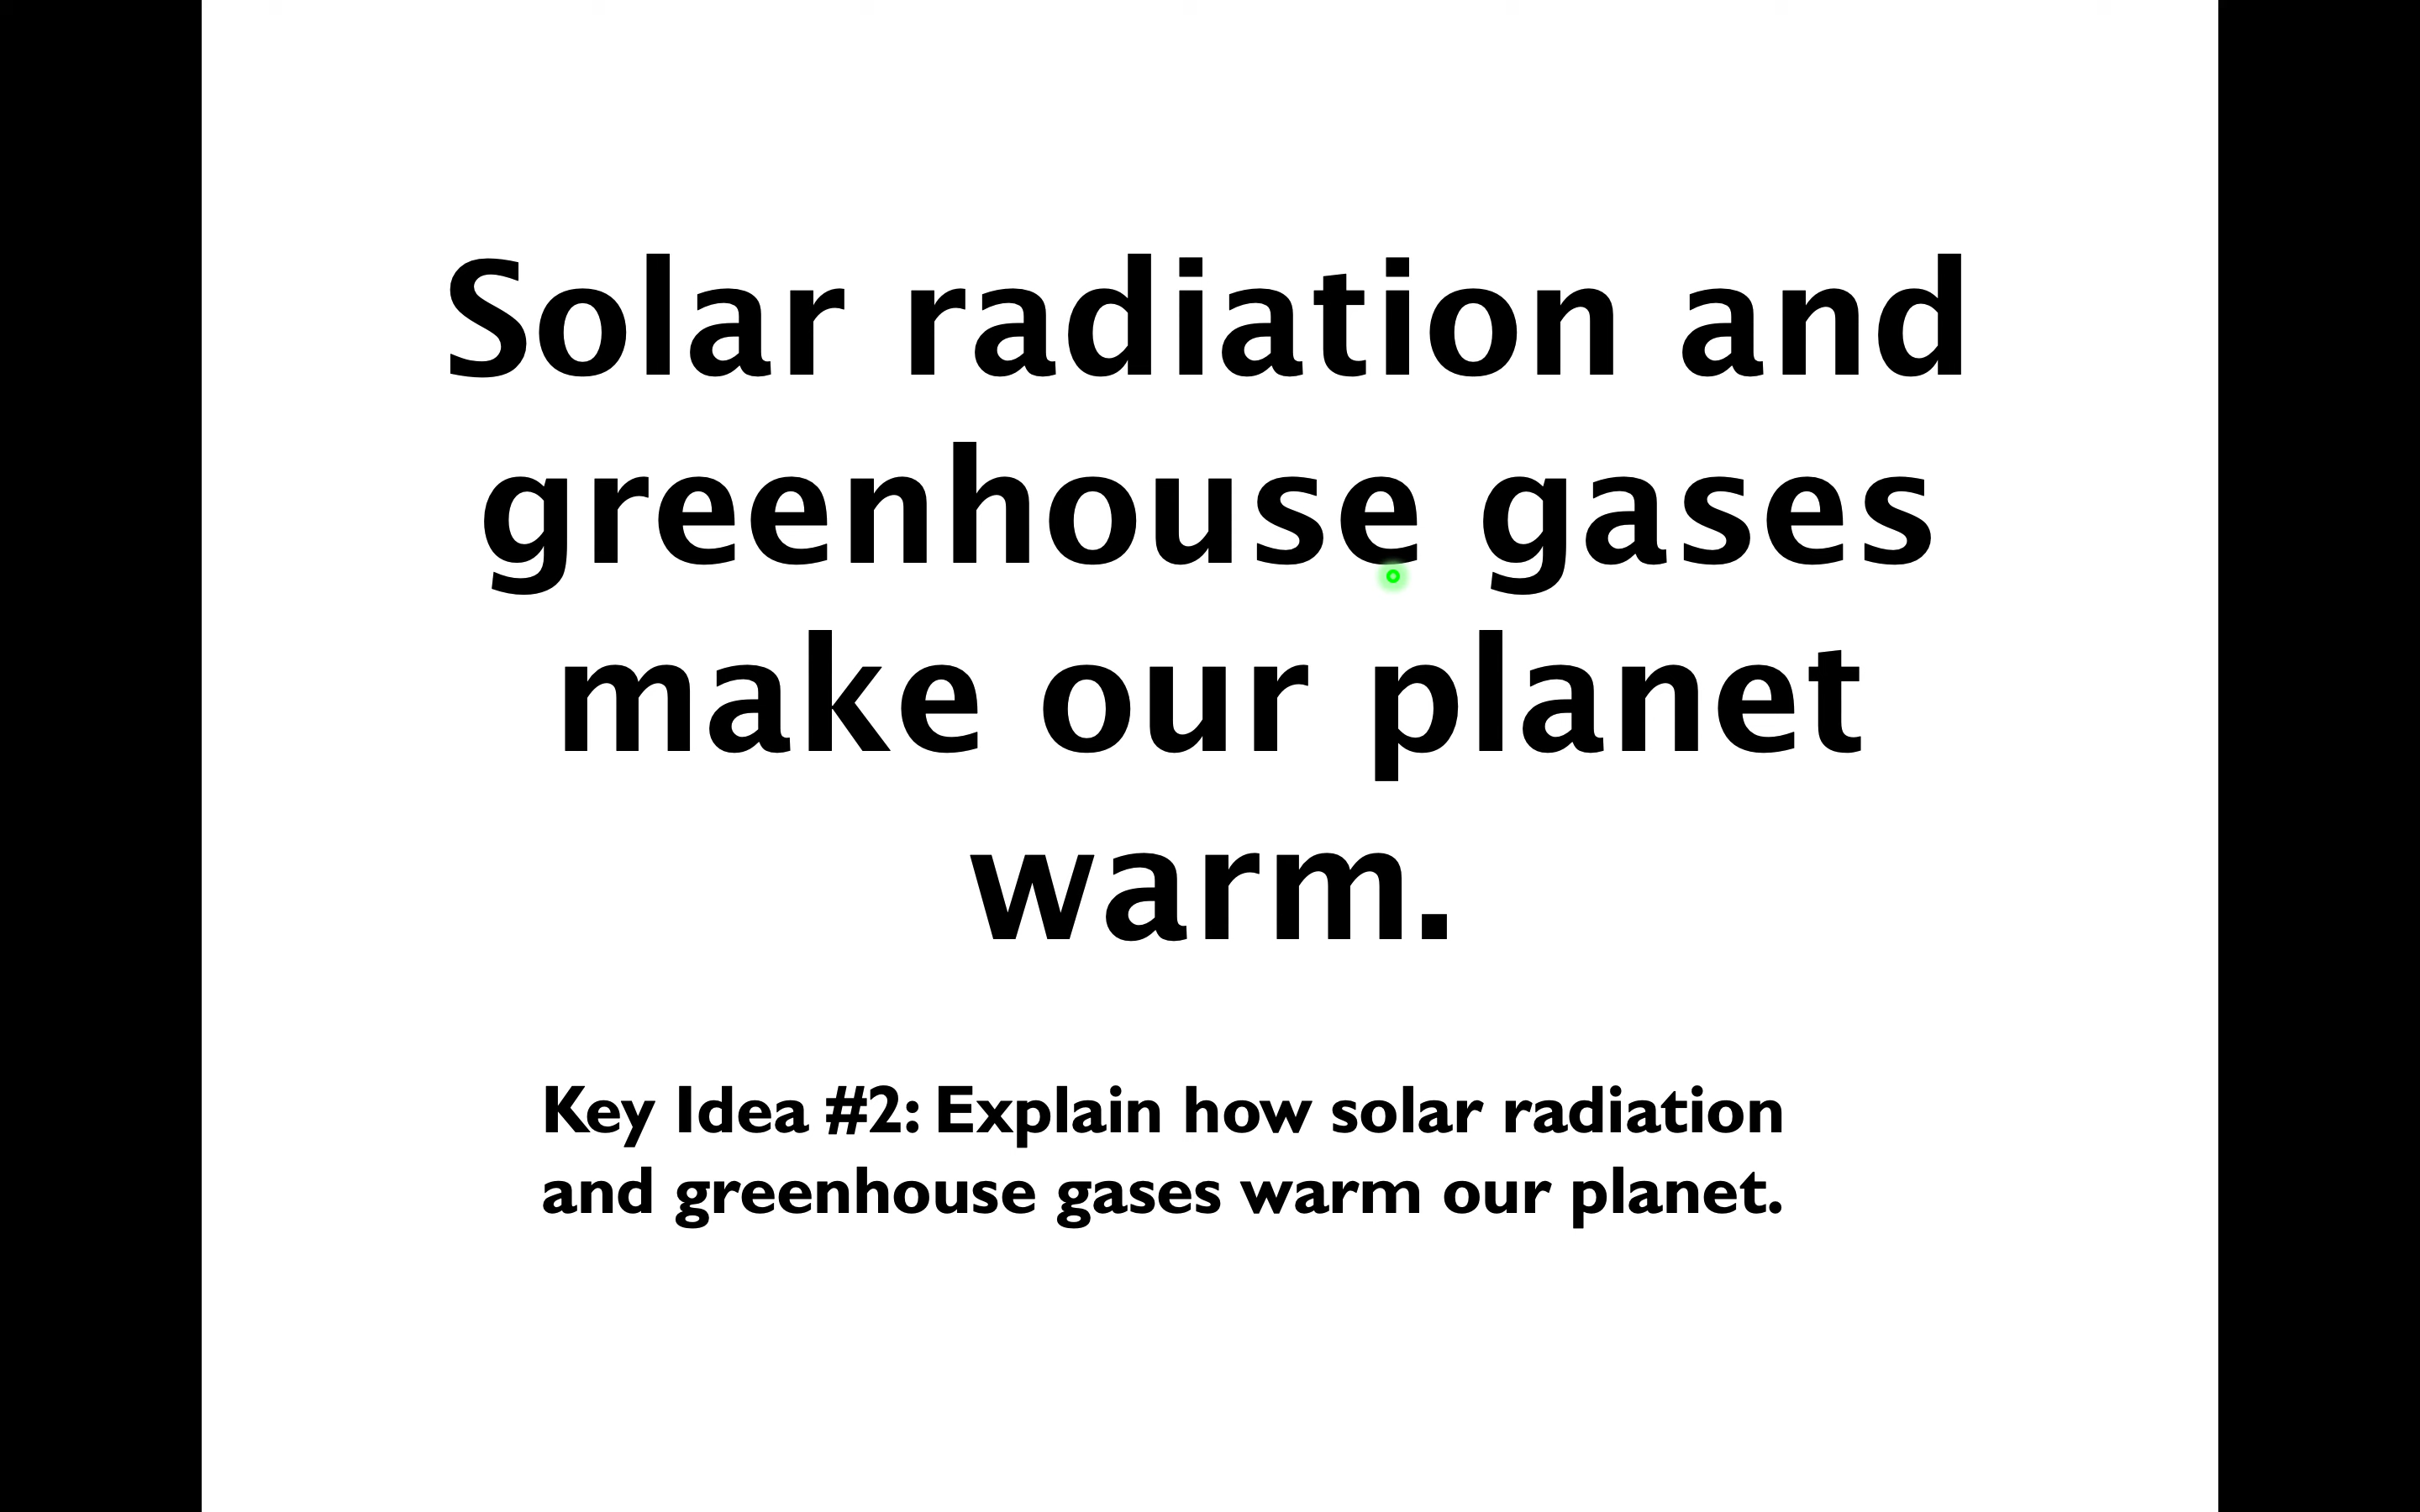 Solar radiation and
greenhouse gases
make our planet
warm.
Key Idea #2: Explain how solar radiation
and greenhouse gases warm our planet.